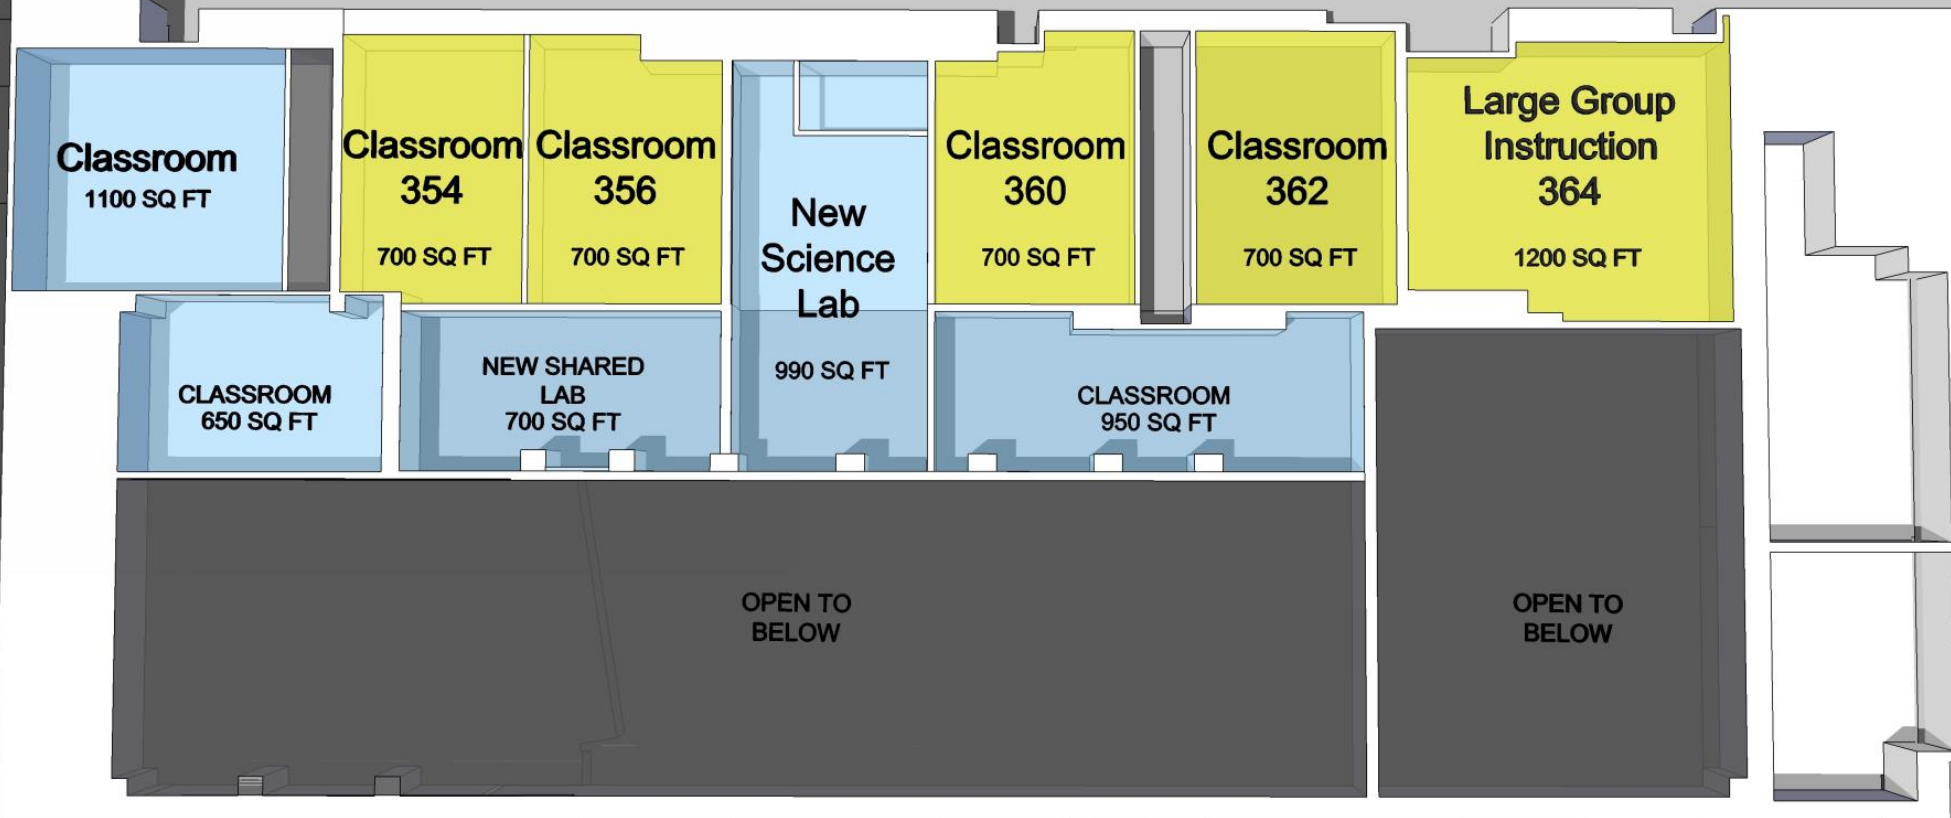 Classroom
1100 SQ FT
Classroom
354
700 SQ FT
Classroom
356
700 SQ FT
New
Science
Lab
990 SQ FT
Classroom
360
700 SQ FT
Classroom
362
700 SQ FT
Large Group
Instruction
364
1200 SQ FT
CLASSROOM
650 SQ FT
NEW SHARED
LAB
700 SQ FT
CLASSROOM
950 SQ FT
OPEN TO
BELOW
OPEN TO
BELOW